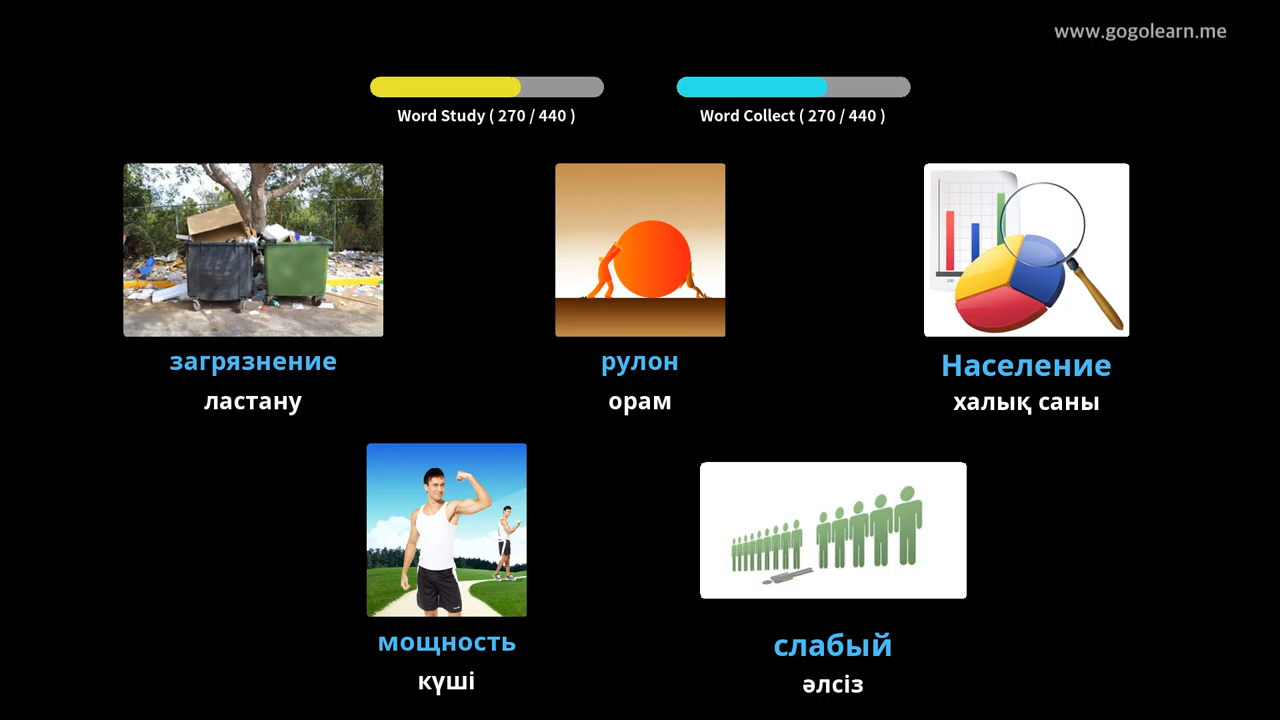 www.gogolearn.me
Word Study ( 270 / 440 )
Word Collect ( 270 / 440 )
загрязнение
ластану
рулон
орам
Население
халық саны
мощность
күші
слабый
әлсіз